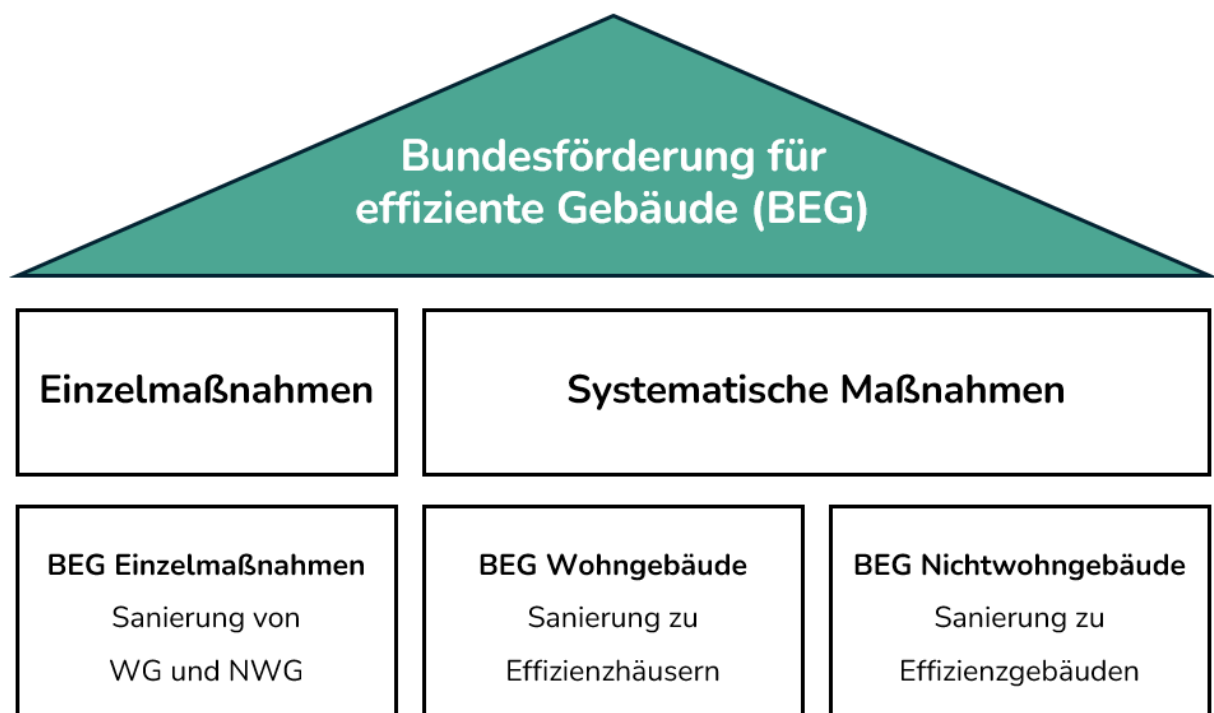 Bundesförderung für
effiziente Gebäude (BEG)
Einzelmaßnahmen
Systematische Maßnahmen
BEG Einzelmaßnahmen
Sanierung von
WG und NWG
BEG Wohngebäude
Sanierung zu
Effizienzhäusern
BEG Nichtwohngebäude
Sanierung zu
Effizienzgebäuden